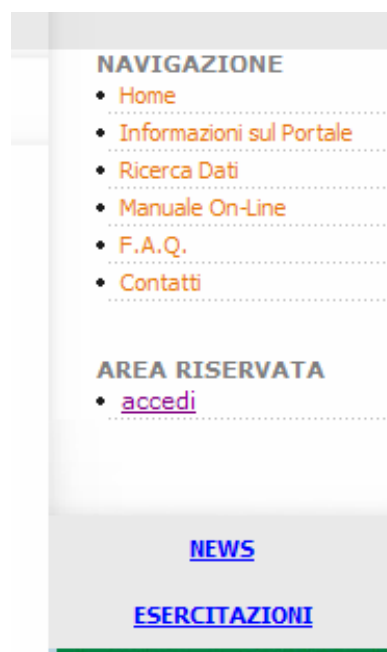 NAVIGAZIONE
Home
Informazioni sul Portale
Ricerca Dati
Manuale On-Line
F.A.Q.
Contatti
AREA RISERVATA
accedi
NEWS
ESERCITAZIONI